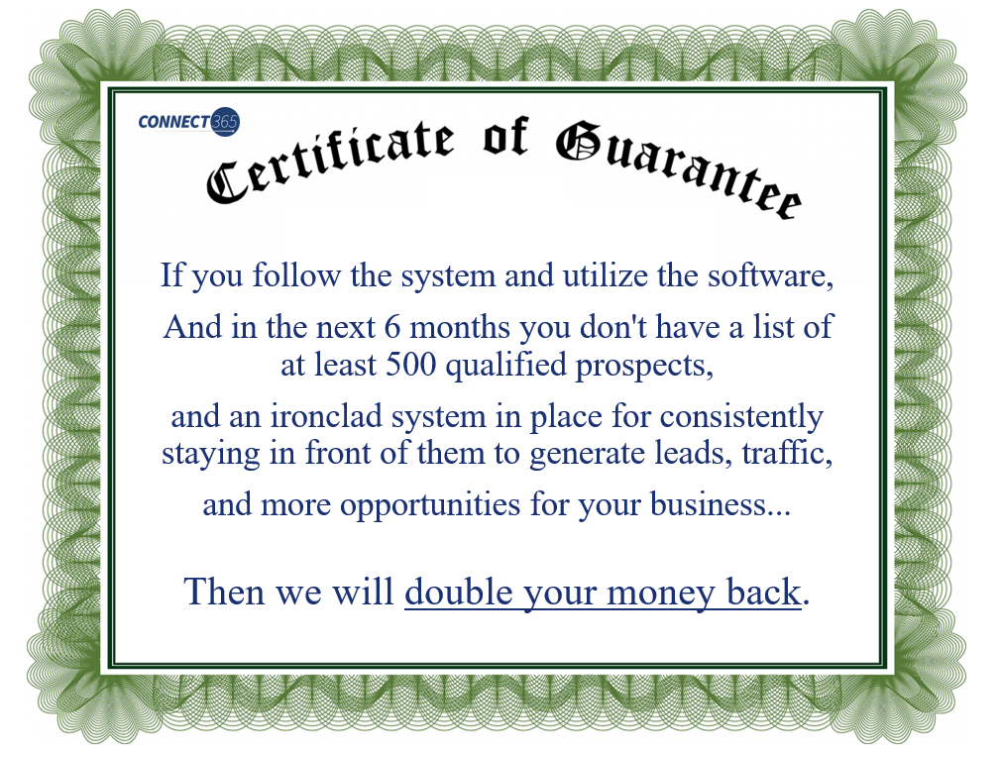 CONNECT365
Certificate of Guarantee
If you follow the system and utilize the software,
And in the next 6 months you don't have a list of
at least 500 qualified prospects,
and an ironclad system in place for consistently
staying in front of them to generate leads, traffic,
and more opportunities for your business...
Then we will double your money back.